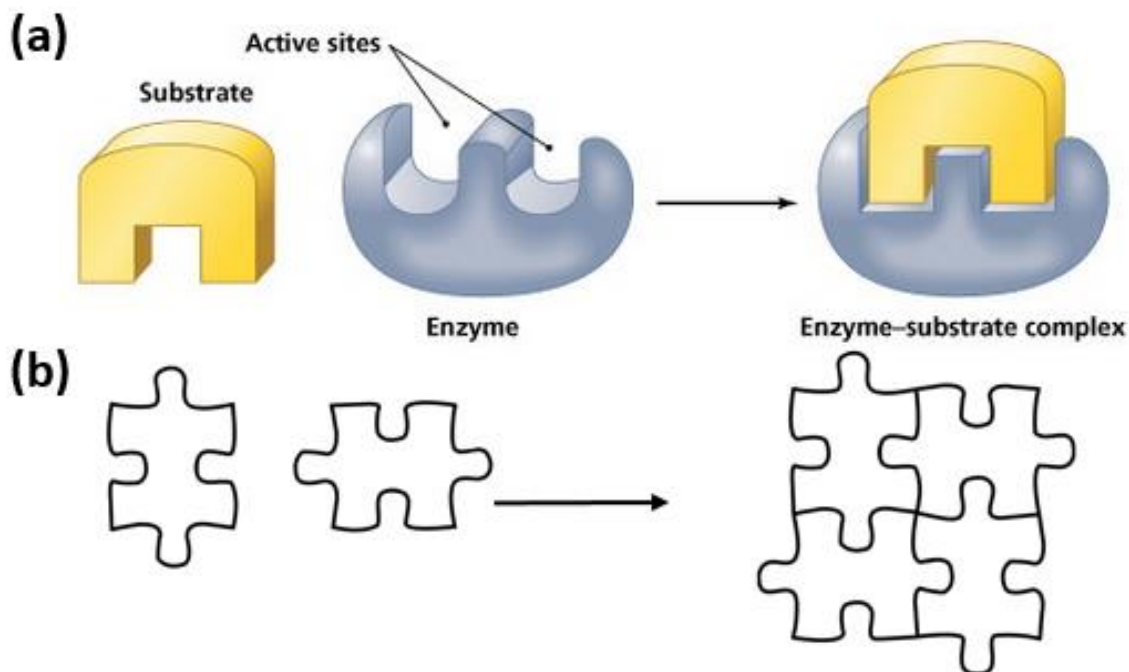 (a)
Active sites
Substrate
Enzyme
Enzyme–substrate complex
(b)